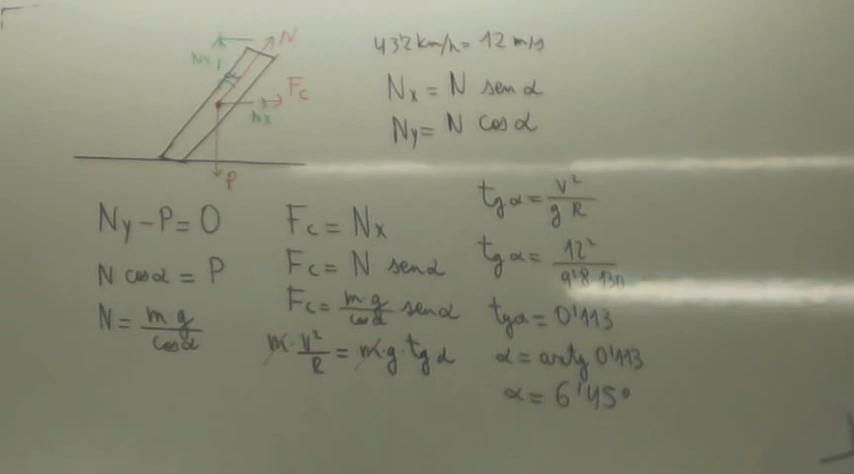 N
Ny
Fc
Nx
P
43'2 km/h = 12 m/s
Nx = N sen α
Ny = N cos α
Ny - P = 0
N cos α = P
N = m g / cos α
Fc = Nx
Fc = N sen α
Fc = m·g / cos α sen α
m · v² / R = m·g·tg α
tg α = v² / g R
tg α = 12² / 9'8·130
tg α = 0'113
α = artg 0'113
α = 6'45°